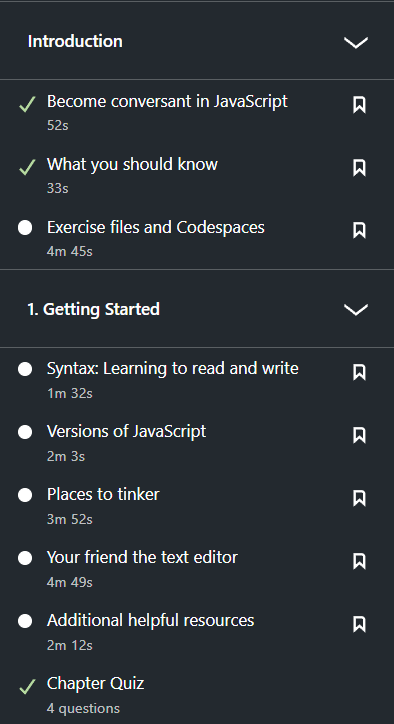 Introduction
Become conversant in JavaScript
52s
What you should know
33s
Exercise files and Codespaces
4m 45s
1. Getting Started
Syntax: Learning to read and write
1m 32s
Versions of JavaScript
2m 3s
Places to tinker
3m 52s
Your friend the text editor
4m 49s
Additional helpful resources
2m 12s
Chapter Quiz
4 questions